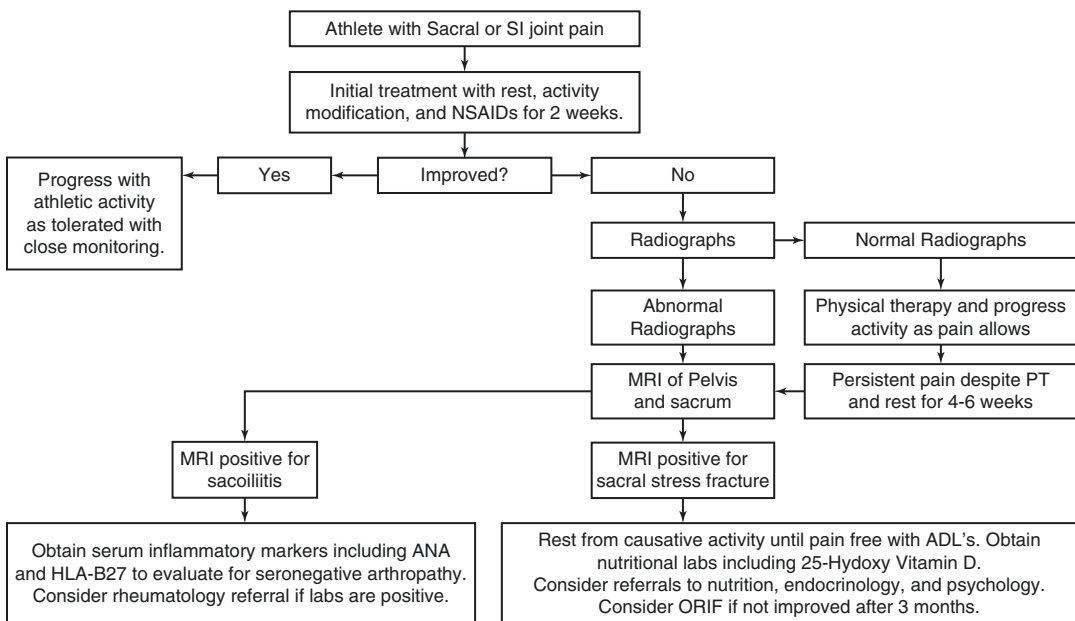 Athlete with Sacral or SI joint pain
Initial treatment with rest, activity
modification, and NSAIDs for 2 weeks.
Improved?
Yes
No
Progress with
athletic activity
as tolerated with
close monitoring.
Radiographs
Normal Radiographs
Abnormal
Radiographs
Physical therapy and progress
activity as pain allows
MRI of Pelvis
and sacrum
Persistent pain despite PT
and rest for 4-6 weeks
MRI positive for
sacoiliitis
MRI positive for
sacral stress fracture
Obtain serum inflammatory markers including ANA
and HLA-B27 to evaluate for seronegative arthropathy.
Consider rheumatology referral if labs are positive.
Rest from causative activity until pain free with ADL's. Obtain
nutritional labs including 25-Hydoxy Vitamin D.
Consider referrals to nutrition, endocrinology, and psychology.
Consider ORIF if not improved after 3 months.